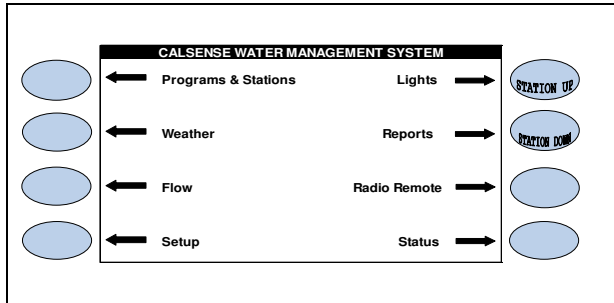 CALSENSE WATER MANAGEMENT SYSTEM
Programs & Stations
Lights
STATION UP
Weather
Reports
STATION DOWN
Flow
Radio Remote
Setup
Status